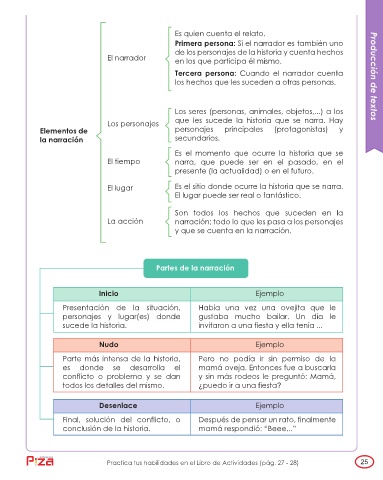 Es quien cuenta el relato.
Primera persona: Si el narrador es también uno
de los personajes de la historia y cuenta hechos
en los que participa él mismo.
El narrador
Tercera persona: Cuando el narrador cuenta
los hechos que les suceden a otras personas.
Los seres (personas, animales, objetos,...) a los
que les sucede la historia que se narra. Hay
personajes principales (protagonistas) y
secundarios.
Los personajes
Elementos de
la narración
Es el momento que ocurre la historia que se
narra, que puede ser en el pasado, en el
presente (la actualidad) o en el futuro.
El tiempo
El lugar
Es el sitio donde ocurre la historia que se narra.
El lugar puede ser real o fantástico.
Son todos los hechos que suceden en la
narración; todo lo que les pasa a los personajes
y que se cuenta en la narración.
La acción
Producción de textos
Partes de la narración
Inicio
Ejemplo
Presentación de la situación,
personajes y lugar(es) donde
sucede la historia.
Había una vez una ovejita que le
gustaba mucho bailar. Un día le
invitaron a una fiesta y ella tenía ...
Nudo
Ejemplo
Parte más intensa de la historia,
es donde se desarrolla el
conflicto o problema y se dan
todos los detalles del mismo.
Pero no podía ir sin permiso de la
mamá oveja. Entonces fue a buscarla
y sin más rodeos le preguntó: Mamá,
¿puedo ir a una fiesta?
Desenlace
Ejemplo
Final, solución del conflicto, o
conclusión de la historia.
Después de pensar un rato, finalmente
mamá respondió: “Beee...”
Practica tus habilidades en el Libro de Actividades (pág. 27 - 28)
25